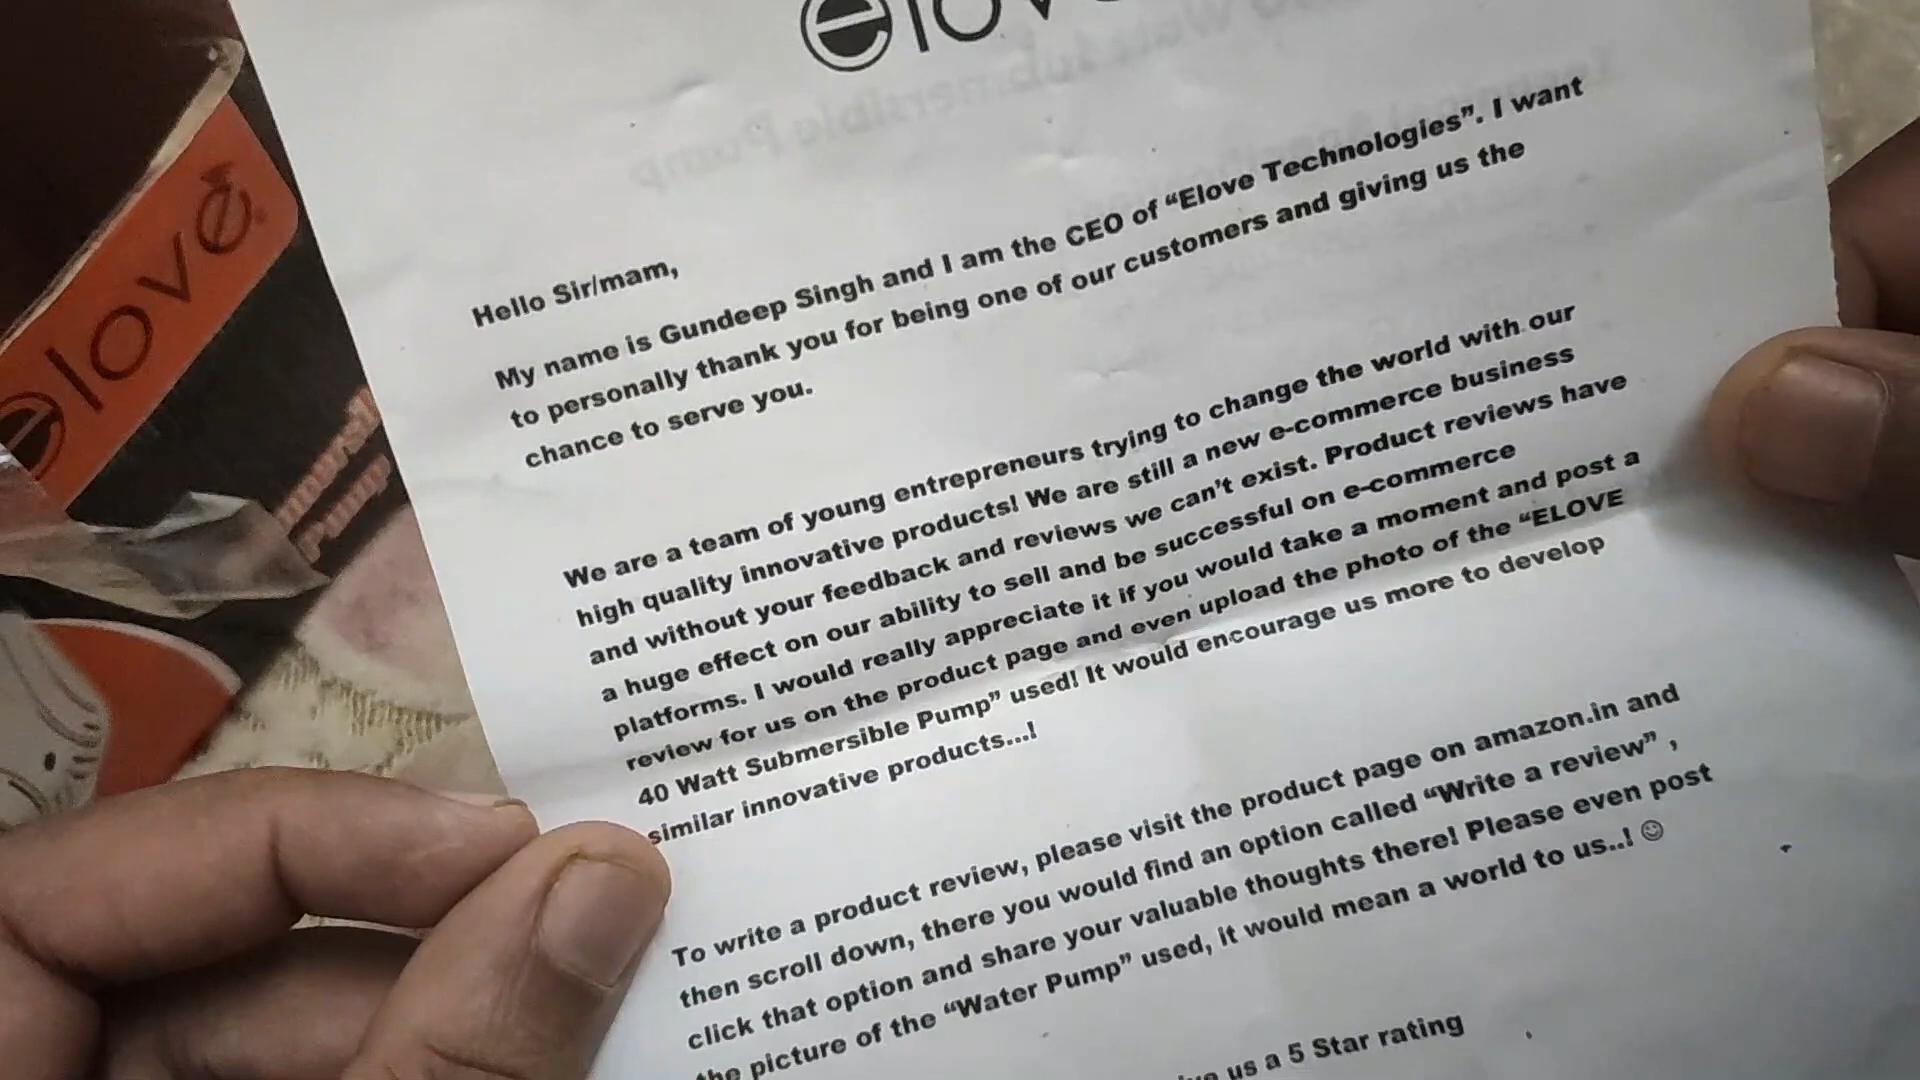 elove
Hello Sir/mam,
My name is Gundeep Singh and I am the CEO of “Elove Technologies”. I want
to personally thank you for being one of our customers and giving us the
chance to serve you.
We are a team of young entrepreneurs trying to change the world with our
high quality innovative products! We are still a new e-commerce business
and without your feedback and reviews we can’t exist. Product reviews have
a huge effect on our ability to sell and be successful on e-commerce
platforms. I would really appreciate it if you would take a moment and post a
review for us on the product page and even upload the photo of the “ELOVE
40 Watt Submersible Pump” used! It would encourage us more to develop
similar innovative products...!
To write a product review, please visit the product page on amazon.in and
then scroll down, there you would find an option called “Write a review” ,
click that option and share your valuable thoughts there! Please even post
the picture of the “Water Pump” used, it would mean a world to us..! ☺
us a 5 Star rating
elove
Pump